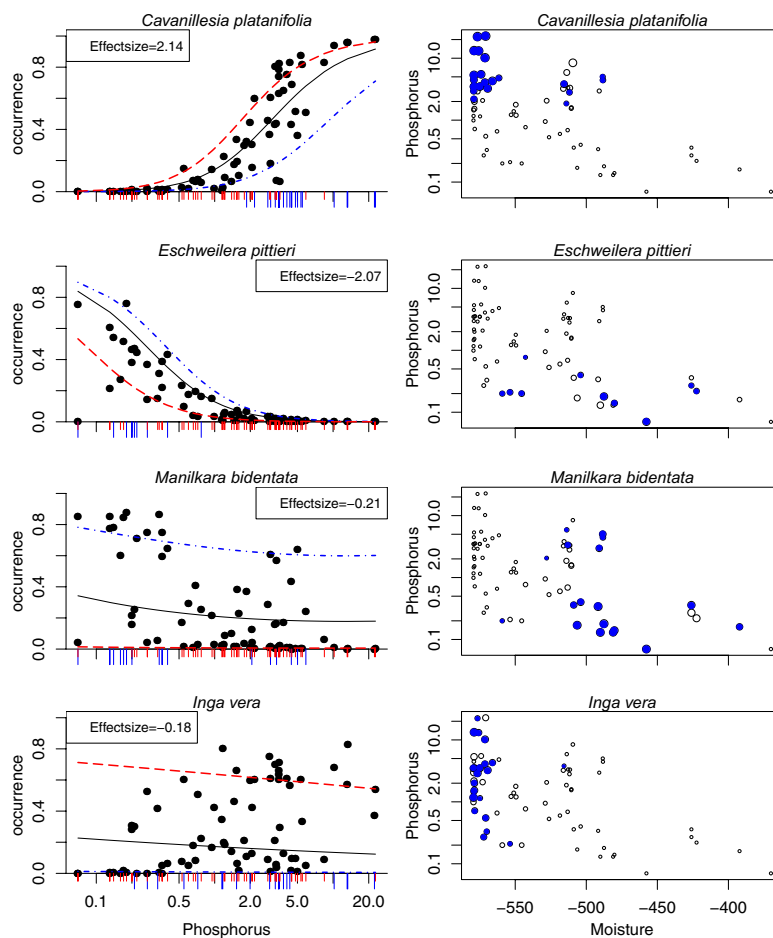 Cavanillesia platanifolia
Effectsize=2.14
occurrence
0.0 0.4 0.8
Cavanillesia platanifolia
Phosphorus
0.1 0.5 2.0 10.0
Eschweilera pittieri
Effectsize=−2.07
occurrence
0.0 0.4 0.8
Eschweilera pittieri
Phosphorus
0.1 0.5 2.0 10.0
Manilkara bidentata
Effectsize=−0.21
occurrence
0.0 0.4 0.8
Manilkara bidentata
Phosphorus
0.1 0.5 2.0 10.0
Inga vera
Effectsize=−0.18
occurrence
0.0 0.4 0.8
0.1 0.5 2.0 5.0 20.0
Phosphorus
Inga vera
Phosphorus
0.1 0.5 2.0 10.0
−550 −500 −450 −400
Moisture